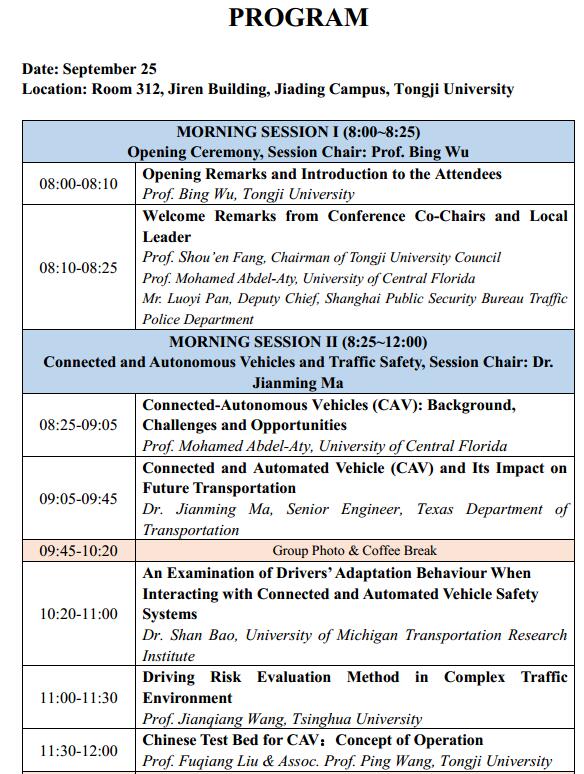 PROGRAM
Date: September 25
Location: Room 312, Jiren Building, Jiading Campus, Tongji University
MORNING SESSION I (8:00~8:25)
Opening Ceremony, Session Chair: Prof. Bing Wu
08:00-08:10
Opening Remarks and Introduction to the Attendees
Prof. Bing Wu, Tongji University
08:10-08:25
Welcome Remarks from Conference Co-Chairs and Local
Leader
Prof. Shou’en Fang, Chairman of Tongji University Council
Prof. Mohamed Abdel-Aty, University of Central Florida
Mr. Luoyi Pan, Deputy Chief, Shanghai Public Security Bureau Traffic
Police Department
MORNING SESSION II (8:25~12:00)
Connected and Autonomous Vehicles and Traffic Safety, Session Chair: Dr.
Jianming Ma
08:25-09:05
Connected-Autonomous Vehicles (CAV): Background,
Challenges and Opportunities
Prof. Mohamed Abdel-Aty, University of Central Florida
09:05-09:45
Connected and Automated Vehicle (CAV) and Its Impact on
Future Transportation
Dr. Jianming Ma, Senior Engineer, Texas Department of
Transportation
09:45-10:20
Group Photo & Coffee Break
10:20-11:00
An Examination of Drivers’ Adaptation Behaviour When
Interacting with Connected and Automated Vehicle Safety
Systems
Dr. Shan Bao, University of Michigan Transportation Research
Institute
11:00-11:30
Driving Risk Evaluation Method in Complex Traffic
Environment
Prof. Jianqiang Wang, Tsinghua University
11:30-12:00
Chinese Test Bed for CAV：Concept of Operation
Prof. Fuqiang Liu & Assoc. Prof. Ping Wang, Tongji University